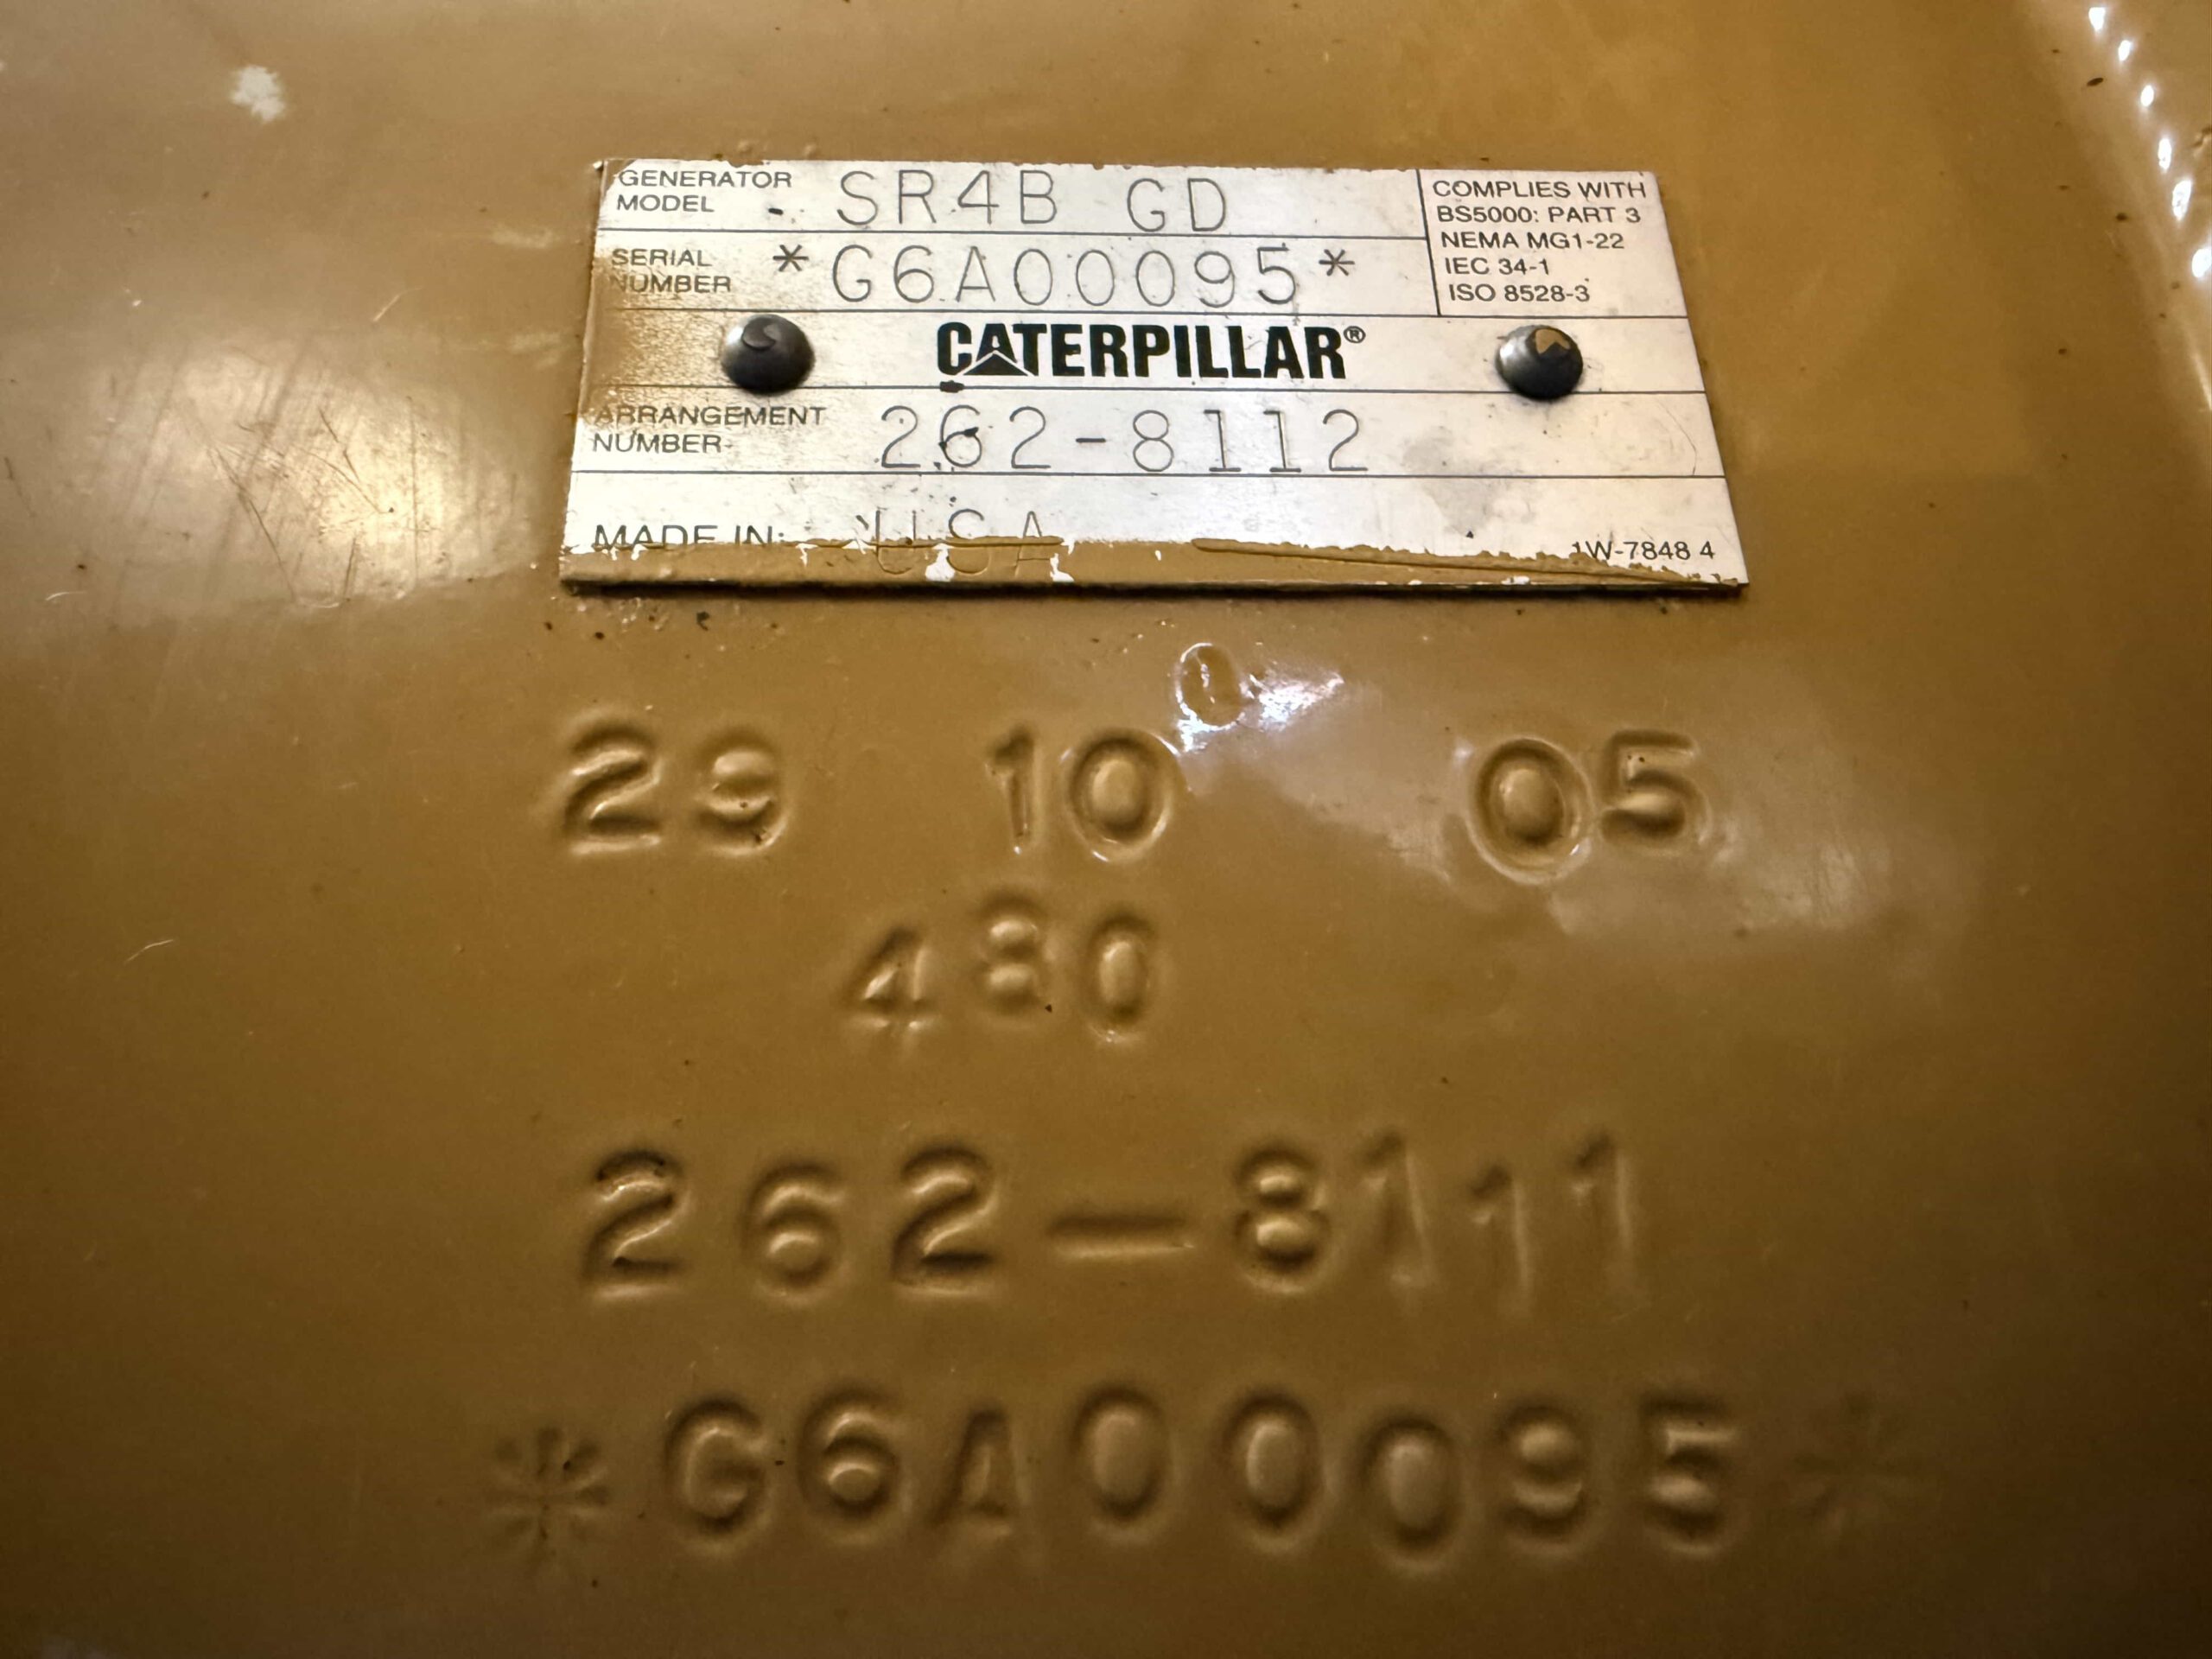 GENERATOR MODEL SR4B GD
SERIAL NUMBER *G6A00095*
COMPLIES WITH
BS5000: PART 3
NEMA MG1-22
IEC 34-1
ISO 8528-3
CATERPILLAR®
ARRANGEMENT NUMBER 262-8112
MADE IN: USA
1W-7848 4
29 10 05
480
262-8111
*G6A00095*